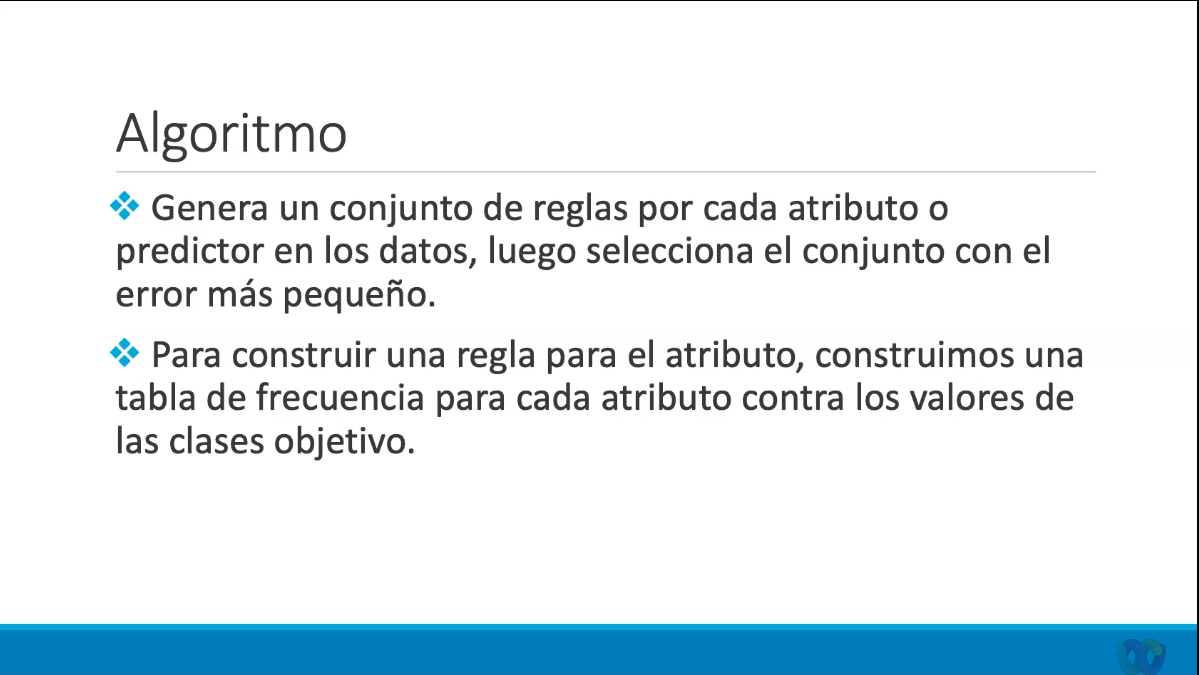 Algoritmo
❖ Genera un conjunto de reglas por cada atributo o
predictor en los datos, luego selecciona el conjunto con el
error más pequeño.
❖ Para construir una regla para el atributo, construimos una
tabla de frecuencia para cada atributo contra los valores de
las clases objetivo.